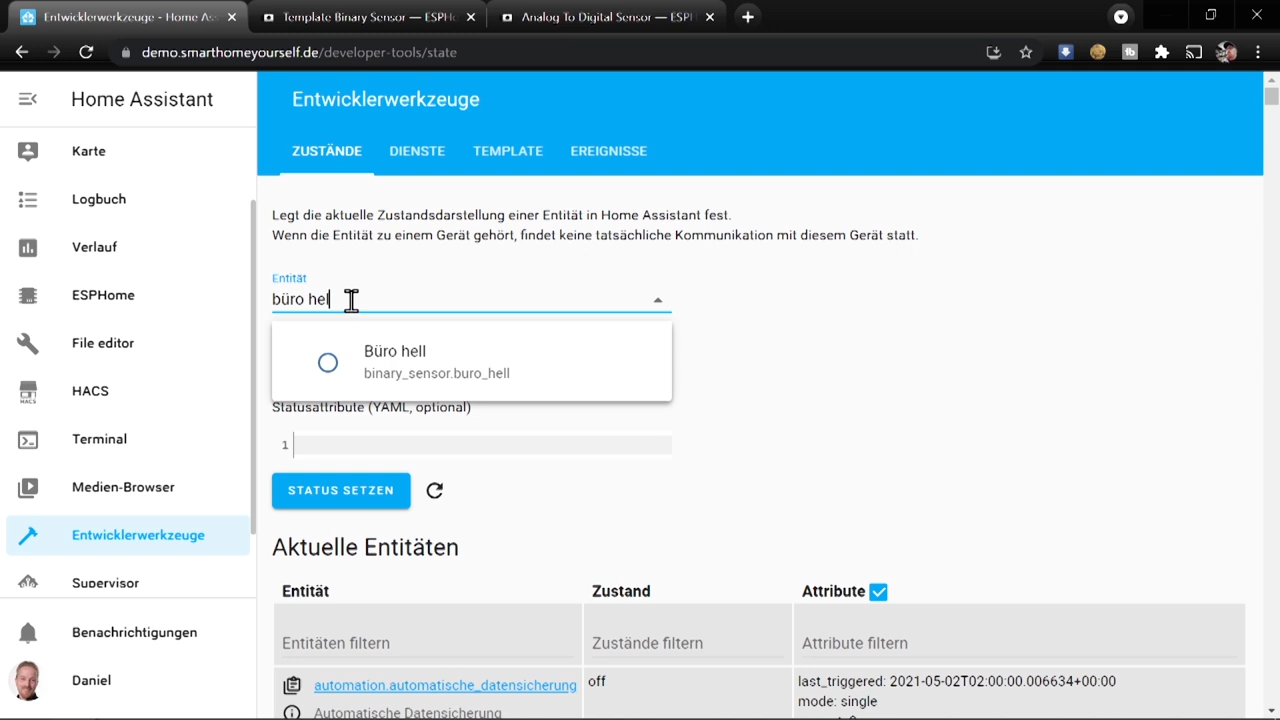 Entwicklerwerkzeuge - Home Ass
Template Binary Sensor — ESPHo
Analog To Digital Sensor — ESPH
demo.smarthomeyourself.de/developer-tools/state
Home Assistant
Karte
Logbuch
Verlauf
ESPHome
File editor
HACS
HACS
Terminal
Medien-Browser
Entwicklerwerkzeuge
Supervisor
Benachrichtigungen
Daniel
Entwicklerwerkzeuge
ZUSTÄNDE DIENSTE TEMPLATE EREIGNISSE
Legt die aktuelle Zustandsdarstellung einer Entität in Home Assistant fest.
Wenn die Entität zu einem Gerät gehört, findet keine tatsächliche Kommunikation mit diesem Gerät statt.
Entität
büro hel
Büro hell
binary_sensor.buro_hell
Statusattribute (YAML, optional)
1
STATUS SETZEN
Aktuelle Entitäten
Entität Zustand Attribute
Entitäten filtern Zustände filtern Attribute filtern
automation.automatische_datensicherung off last_triggered: 2021-05-02T02:00:00.006634+00:00
Automatische Datensicherung mode: single